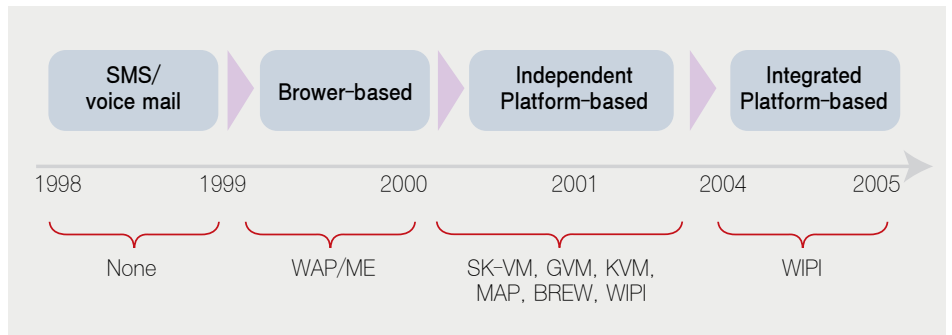 SMS/
voice mail
Brower-based
Independent
Platform-based
Integrated
Platform-based
1998
1999
2000
2001
2004
2005
None
WAP/ME
SK-VM, GVM, KVM,
MAP, BREW, WIPI
WIPI